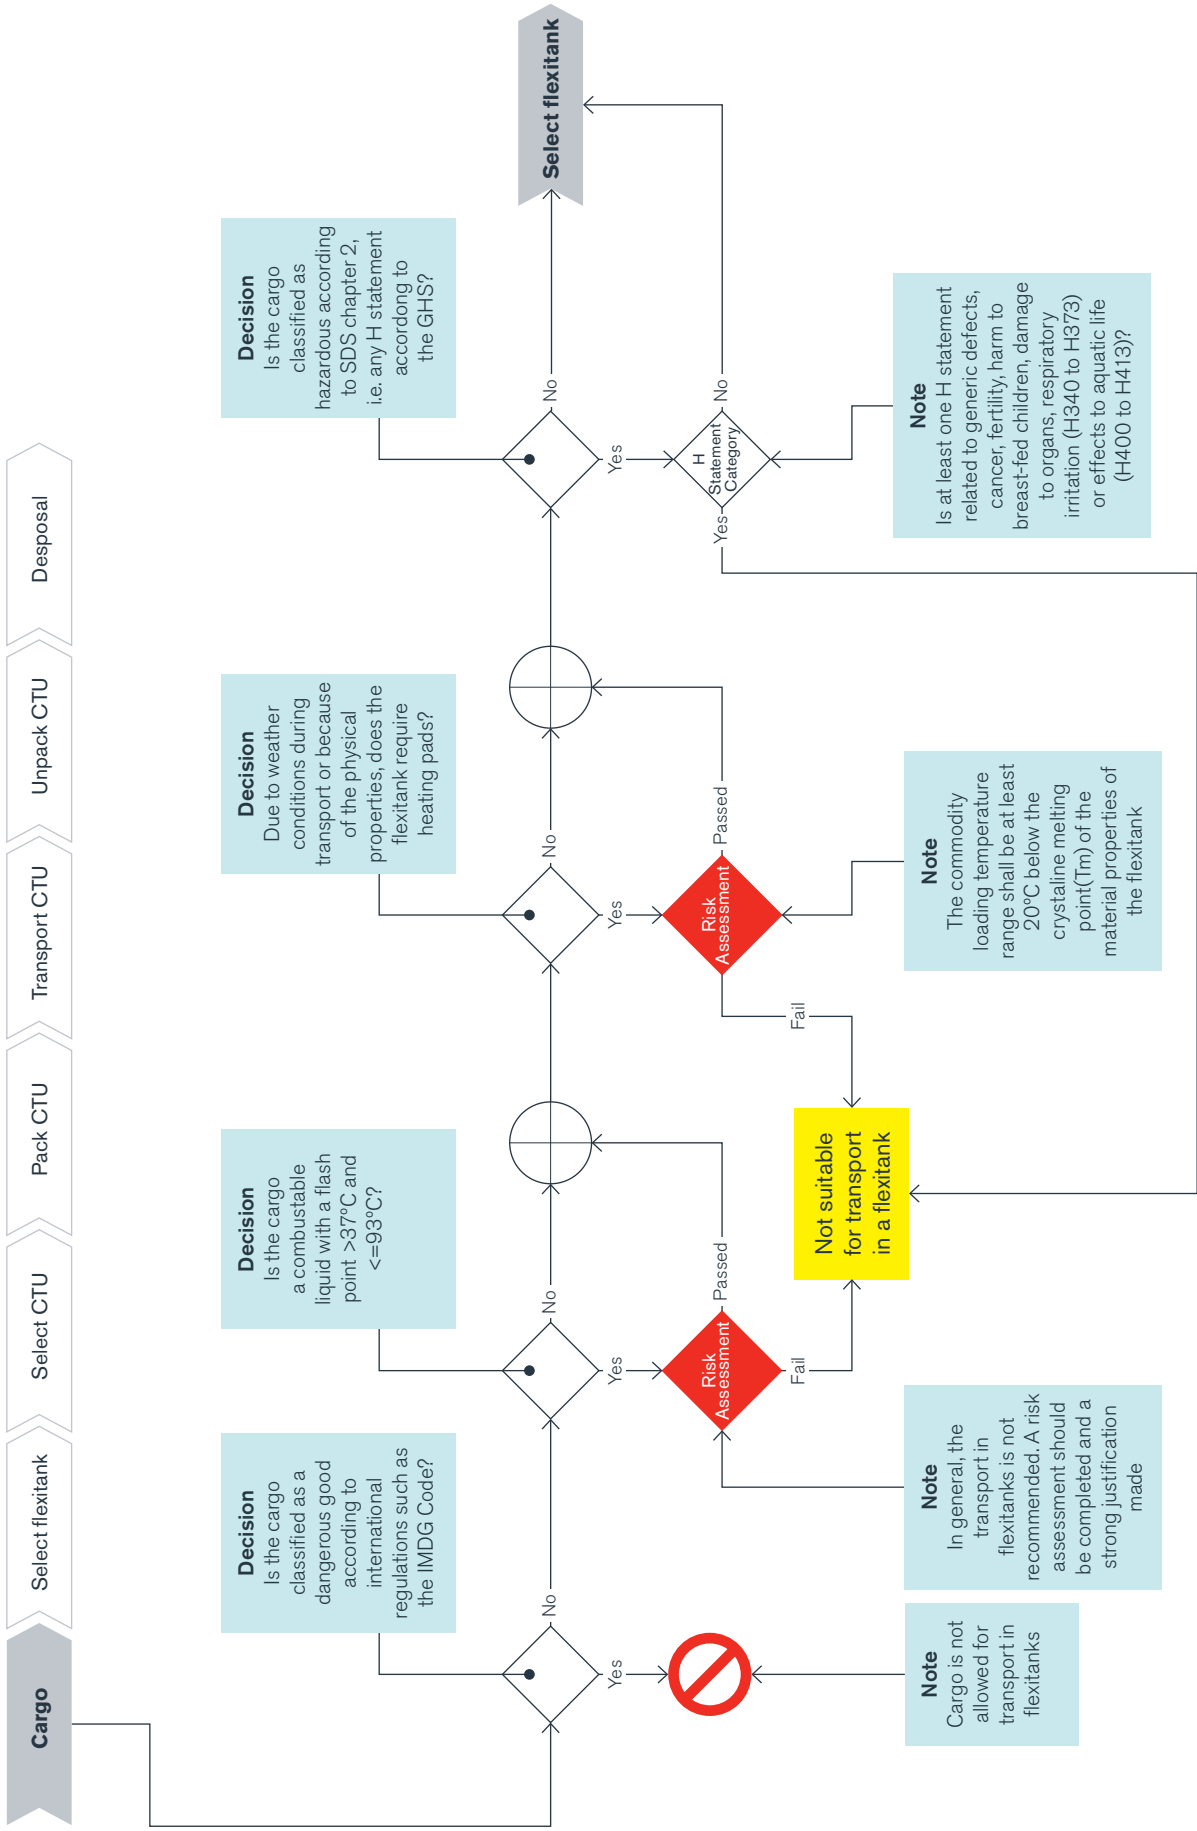 Cargo
Select flexitank
Select CTU
Pack CTU
Transport CTU
Unpack CTU
Desposal
Decision
Is the cargo
classified as a
dangerous good
according to
international
regulations such as
the IMDG Code?
Decision
Is the cargo
a combustable
liquid with a flash
point >37°C and
<=93°C?
Decision
Due to weather
conditions during
transport or because
of the physical
properties, does the
flexitank require
heating pads?
Decision
Is the cargo
classified as
hazardous according
to SDS chapter 2,
i.e. any H statement
accordong to
the GHS?
No
No
No
No
Select flexitank
Yes
Yes
Yes
Yes
Risk
Assessment
Passed
Fail
Risk
Assessment
Passed
Fail
H
Statement
Category
Yes
No
Not suitable
for transport
in a flexitank
Note
Cargo is not
allowed for
transport in
flexitanks
Note
In general, the
transport in
flexitanks is not
recommended. A risk
assessment should
be completed and a
strong justification
made
Note
The commodity
loading temperature
range shall be at least
20°C below the
crystaline melting
point(Tm) of the
material properties of
the flexitank
Note
Is at least one H statement
related to generic defects,
cancer, fertility, harm to
breast-fed children, damage
to organs, respiratory
irritation (H340 to H373)
or effects to aquatic life
(H400 to H413)?